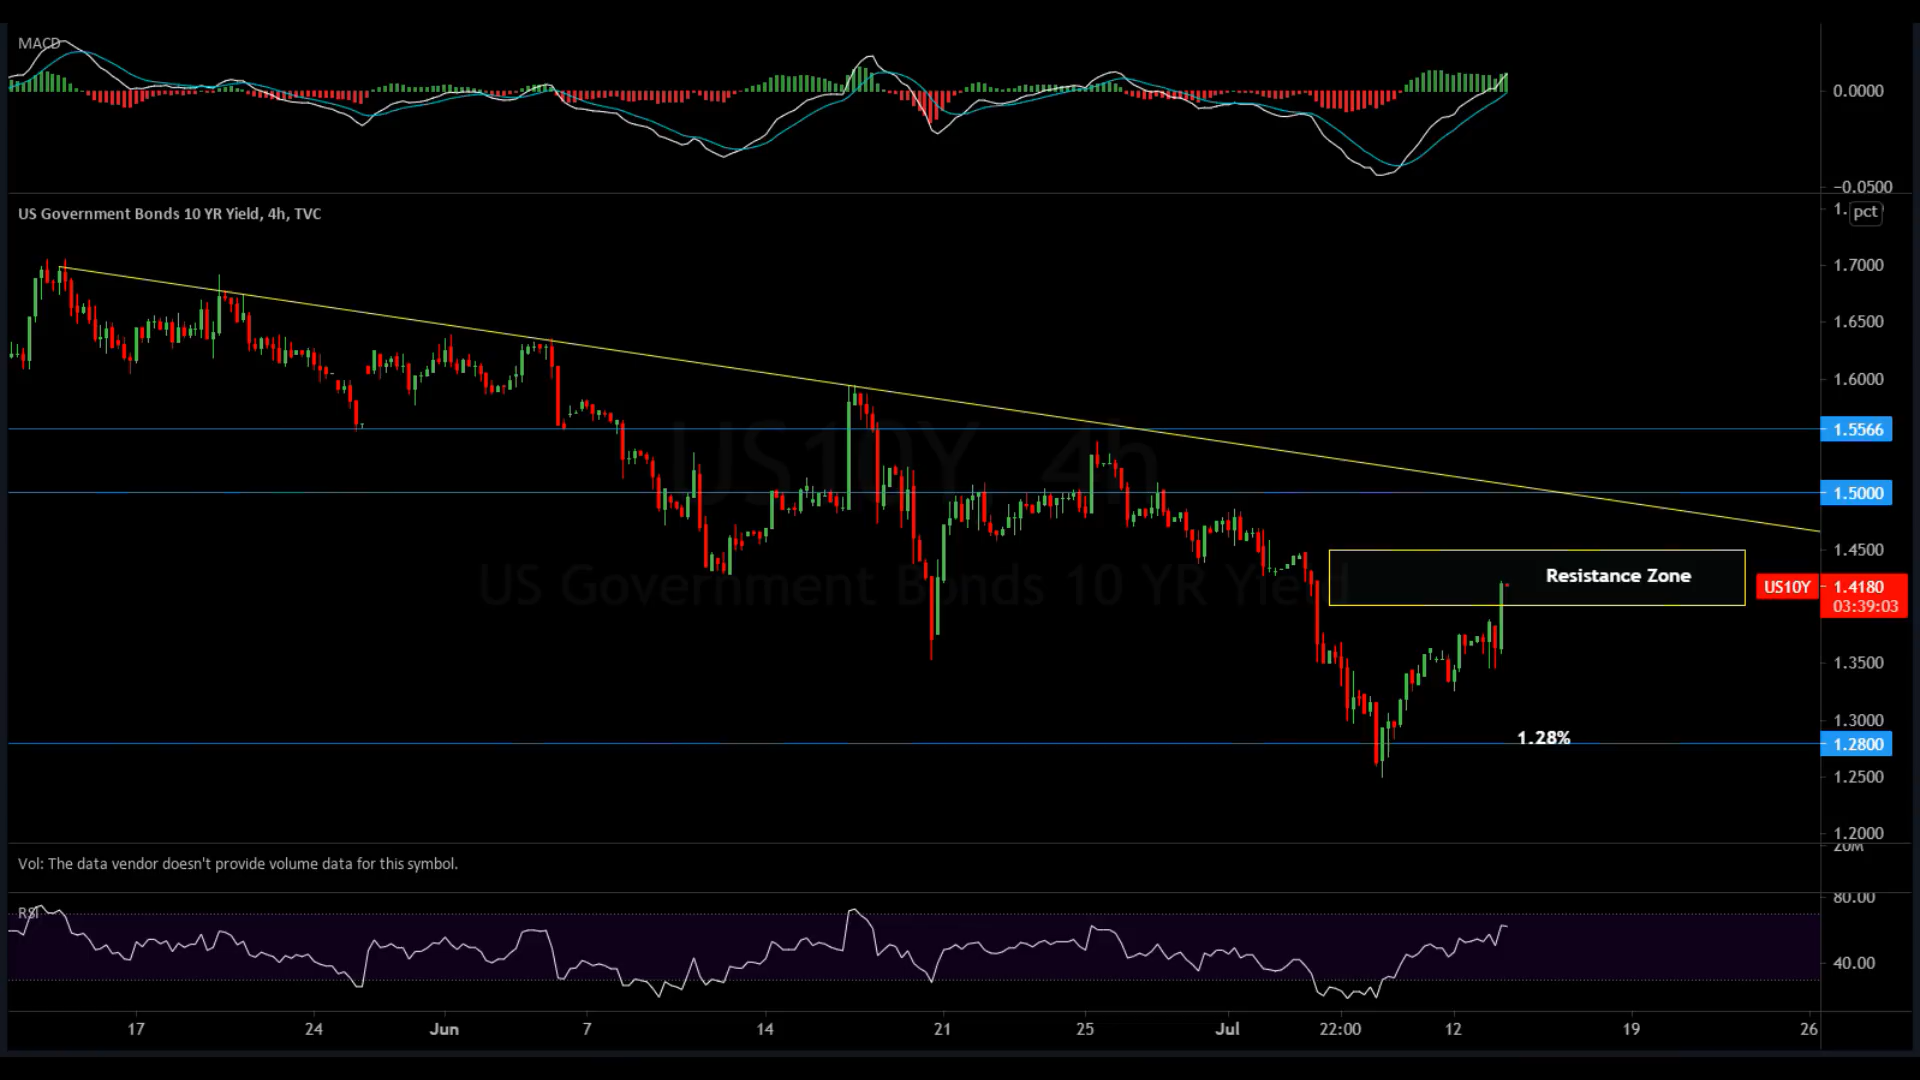 MACD
0.0000
−0.0500
US Government Bonds 10 YR Yield, 4h, TVC
pct
1.7000
1.6500
1.6000
1.5566
US10Y 4h
1.5000
1.4500
US Government Bonds 10 YR Yield
Resistance Zone
US10Y 1.4180
03:39:03
1.3500
1.3000
1.28%
1.2800
1.2500
1.2000
Vol: The data vendor doesn't provide volume data for this symbol.
80.00
RSI
40.00
17 24 Jun 7 14 21 25 Jul 22:00 12 19 26